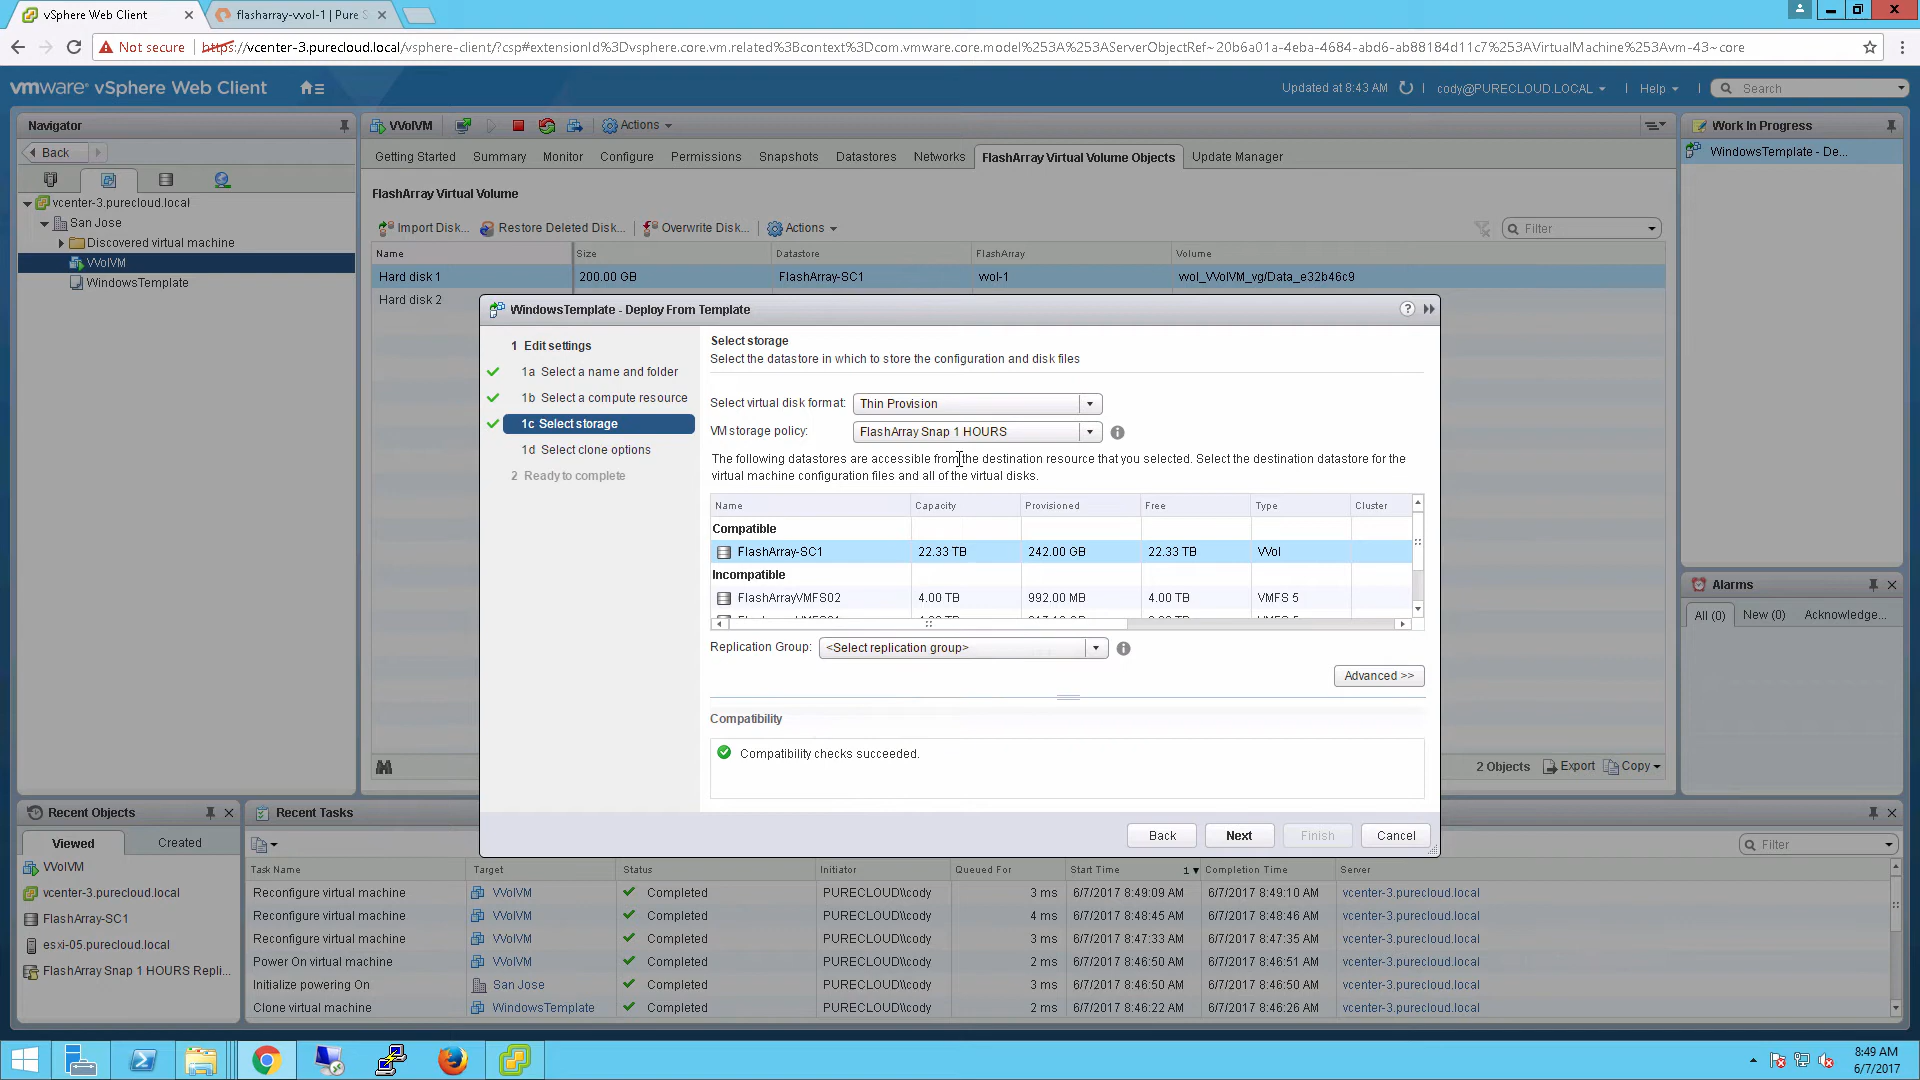 vSphere Web Client
flasharray-vvol-1 | Pure S
Not secure
https://vcenter-3.purecloud.local/vsphere-client/?csp#extensionId%3Dvsphere.core.vm.related%3Bcontext%3Dcom.vmware.core.model%253A%253AServerObjectRef~20b6a01a-4eba-4684-abd6-ab88184d11c7%253AVirtualMachine%253Avm-43~core
vmware® vSphere Web Client
Updated at 8:43 AM
cody@PURECLOUD.LOCAL
Help
Search
Navigator
Back
vcenter-3.purecloud.local
San Jose
Discovered virtual machine
VVolVM
WindowsTemplate
VVolVM
Actions
Getting Started
Summary
Monitor
Configure
Permissions
Snapshots
Datastores
Networks
FlashArray Virtual Volume Objects
Update Manager
FlashArray Virtual Volume
Import Disk...
Restore Deleted Disk...
Overwrite Disk...
Actions
Filter
Name Size Datastore FlashArray Volume
Hard disk 1 200.00 GB FlashArray-SC1 vvol-1 vvol_VVolVM_vg/Data_e32b46c9
Hard disk 2
2 Objects
Export
Copy
Work In Progress
WindowsTemplate - De...
Alarms
All (0)
New (0)
Acknowledge...
WindowsTemplate - Deploy From Template
1 Edit settings
1a Select a name and folder
1b Select a compute resource
1c Select storage
1d Select clone options
2 Ready to complete
Select storage
Select the datastore in which to store the configuration and disk files
Select virtual disk format: Thin Provision
VM storage policy: FlashArray Snap 1 HOURS
The following datastores are accessible from the destination resource that you selected. Select the destination datastore for the
virtual machine configuration files and all of the virtual disks.
Name Capacity Provisioned Free Type Cluster
Compatible
FlashArray-SC1 22.33 TB 242.00 GB 22.33 TB VVol
Incompatible
FlashArrayVMFS02 4.00 TB 992.00 MB 4.00 TB VMFS 5
Replication Group: <Select replication group>
Advanced >>
Compatibility
Compatibility checks succeeded.
Back
Next
Finish
Cancel
Recent Objects
Viewed
Created
VVolVM
vcenter-3.purecloud.local
FlashArray-SC1
esxi-05.purecloud.local
FlashArray Snap 1 HOURS Repli...
Recent Tasks
Filter
Task Name Target Status Initiator Queued For Start Time 1 Completion Time Server
Reconfigure virtual machine VVolVM Completed PURECLOUD\\cody 3 ms 6/7/2017 8:49:09 AM 6/7/2017 8:49:10 AM vcenter-3.purecloud.local
Reconfigure virtual machine VVolVM Completed PURECLOUD\\cody 4 ms 6/7/2017 8:48:45 AM 6/7/2017 8:48:46 AM vcenter-3.purecloud.local
Reconfigure virtual machine VVolVM Completed PURECLOUD\\cody 3 ms 6/7/2017 8:47:33 AM 6/7/2017 8:47:35 AM vcenter-3.purecloud.local
Power On virtual machine VVolVM Completed PURECLOUD\\cody 2 ms 6/7/2017 8:46:50 AM 6/7/2017 8:46:51 AM vcenter-3.purecloud.local
Initialize powering On San Jose Completed PURECLOUD\\cody 3 ms 6/7/2017 8:46:50 AM 6/7/2017 8:46:50 AM vcenter-3.purecloud.local
Clone virtual machine WindowsTemplate Completed PURECLOUD\\cody 2 ms 6/7/2017 8:46:22 AM 6/7/2017 8:46:26 AM vcenter-3.purecloud.local
8:49 AM
6/7/2017